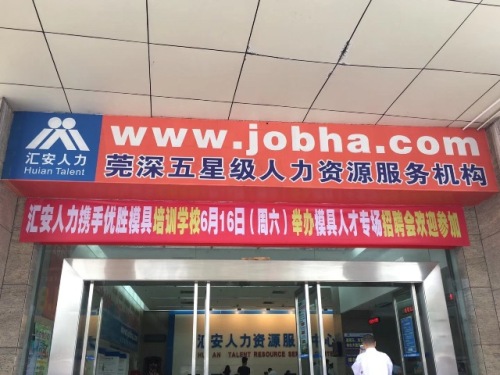 汇安人力
Huian Talent
www.jobha.com
莞深五星级人力资源服务机构
汇安人力携手优胜模具培训学校6月16日（周六）举办模具人才专场招聘会欢迎参加
汇安人力资源服 中心
HUIAN TALENT RESOURCE SER